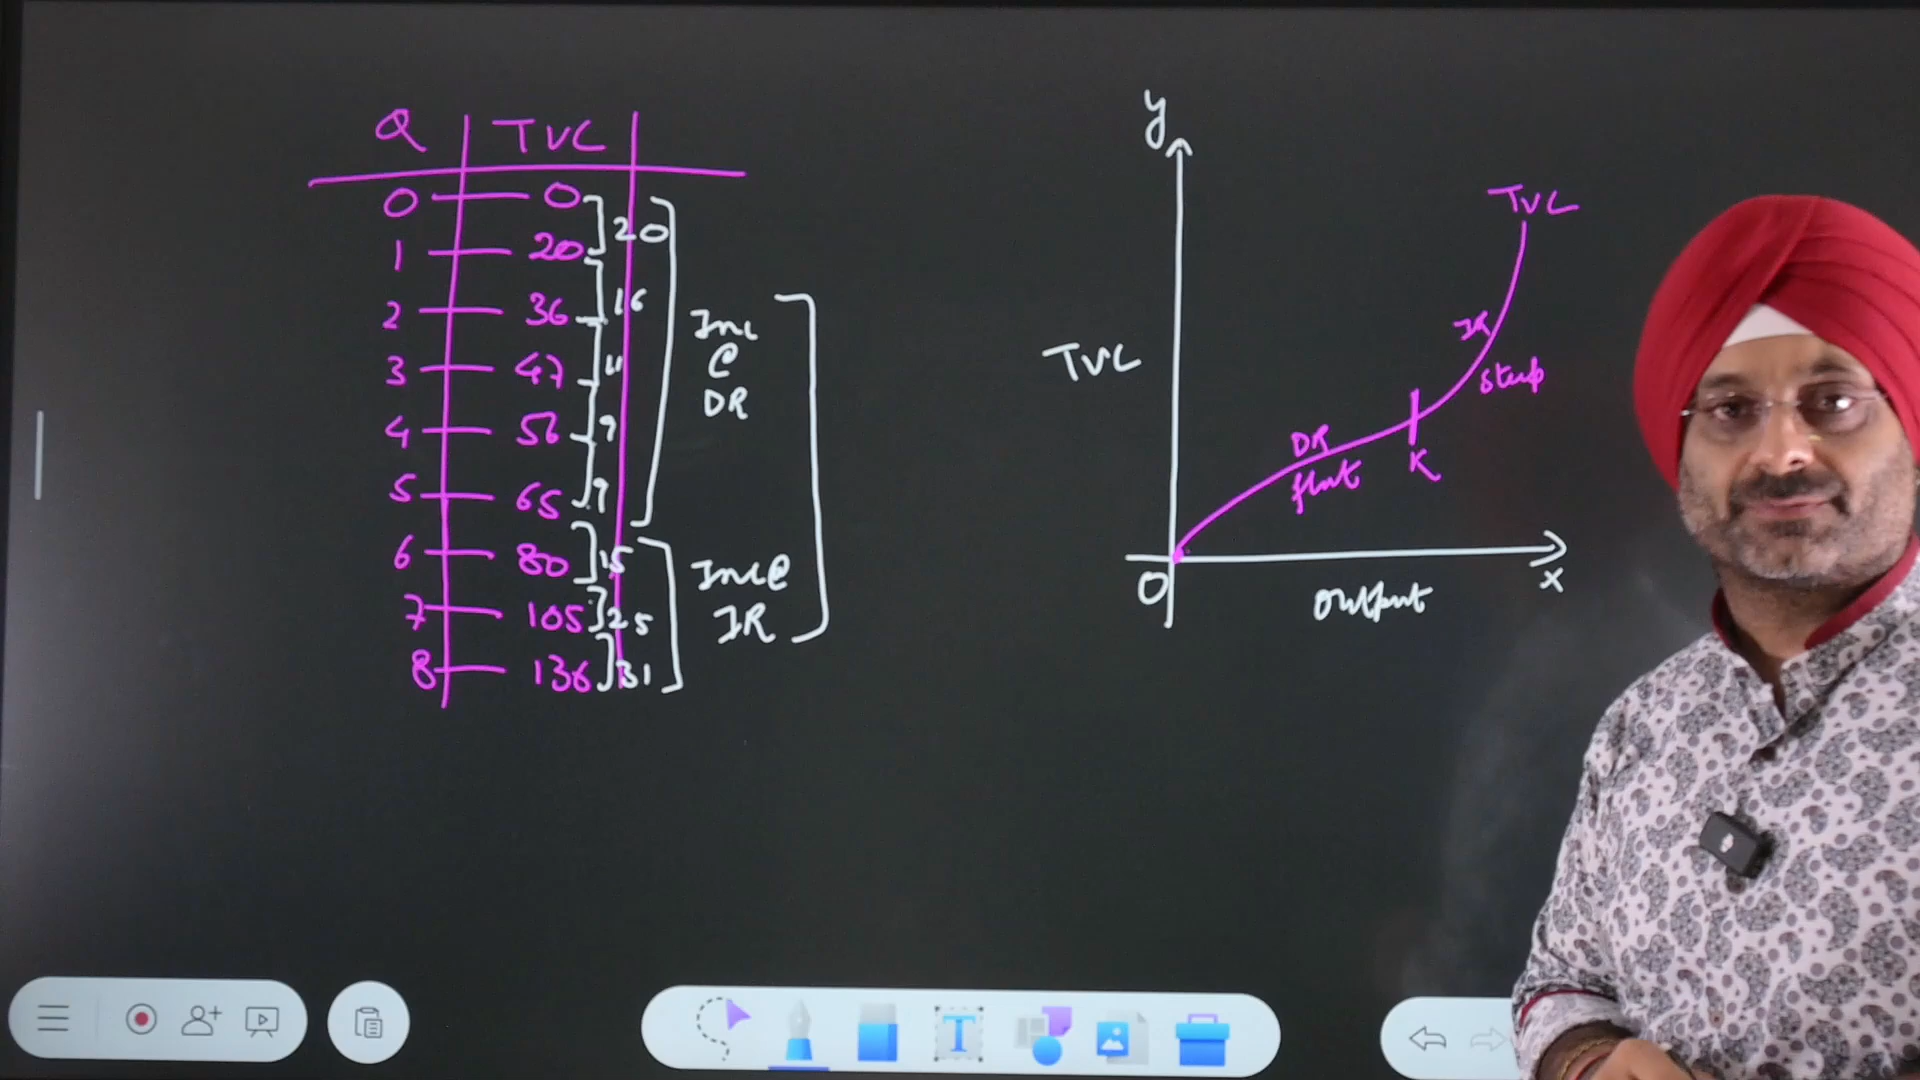 Q TVC
0 0
20
1 20
16
2 36
11
3 47
9
4 56
9
5 65
15
6 80
25
7 105
31
8 136
Inc
@
DR
Inc@
IR
y
TVC
TVC
IR
steep
DR
flat
K
O
x
output
T